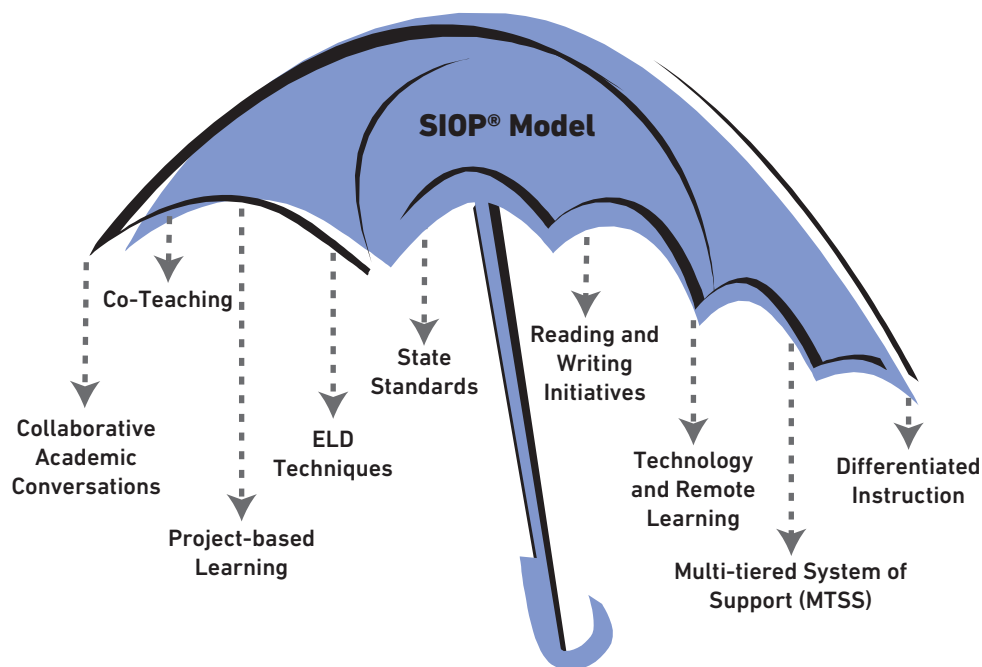 SIOP® Model
Co-Teaching
Collaborative
Academic
Conversations
Project-based
Learning
ELD
Techniques
State
Standards
Reading and
Writing
Initiatives
Technology
and Remote
Learning
Multi-tiered System of
Support (MTSS)
Differentiated
Instruction